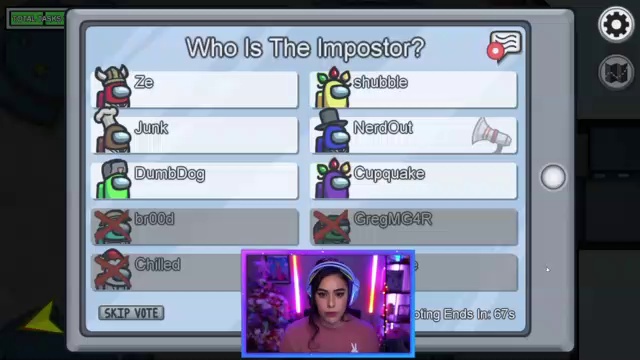 TOTAL TASKS
Who Is The Impostor?
Ze
shubble
Junk
NerdOut
DumbDog
Cupquake
br00d
GregMG4R
Chilled
SKIP VOTE
oting Ends In: 67s